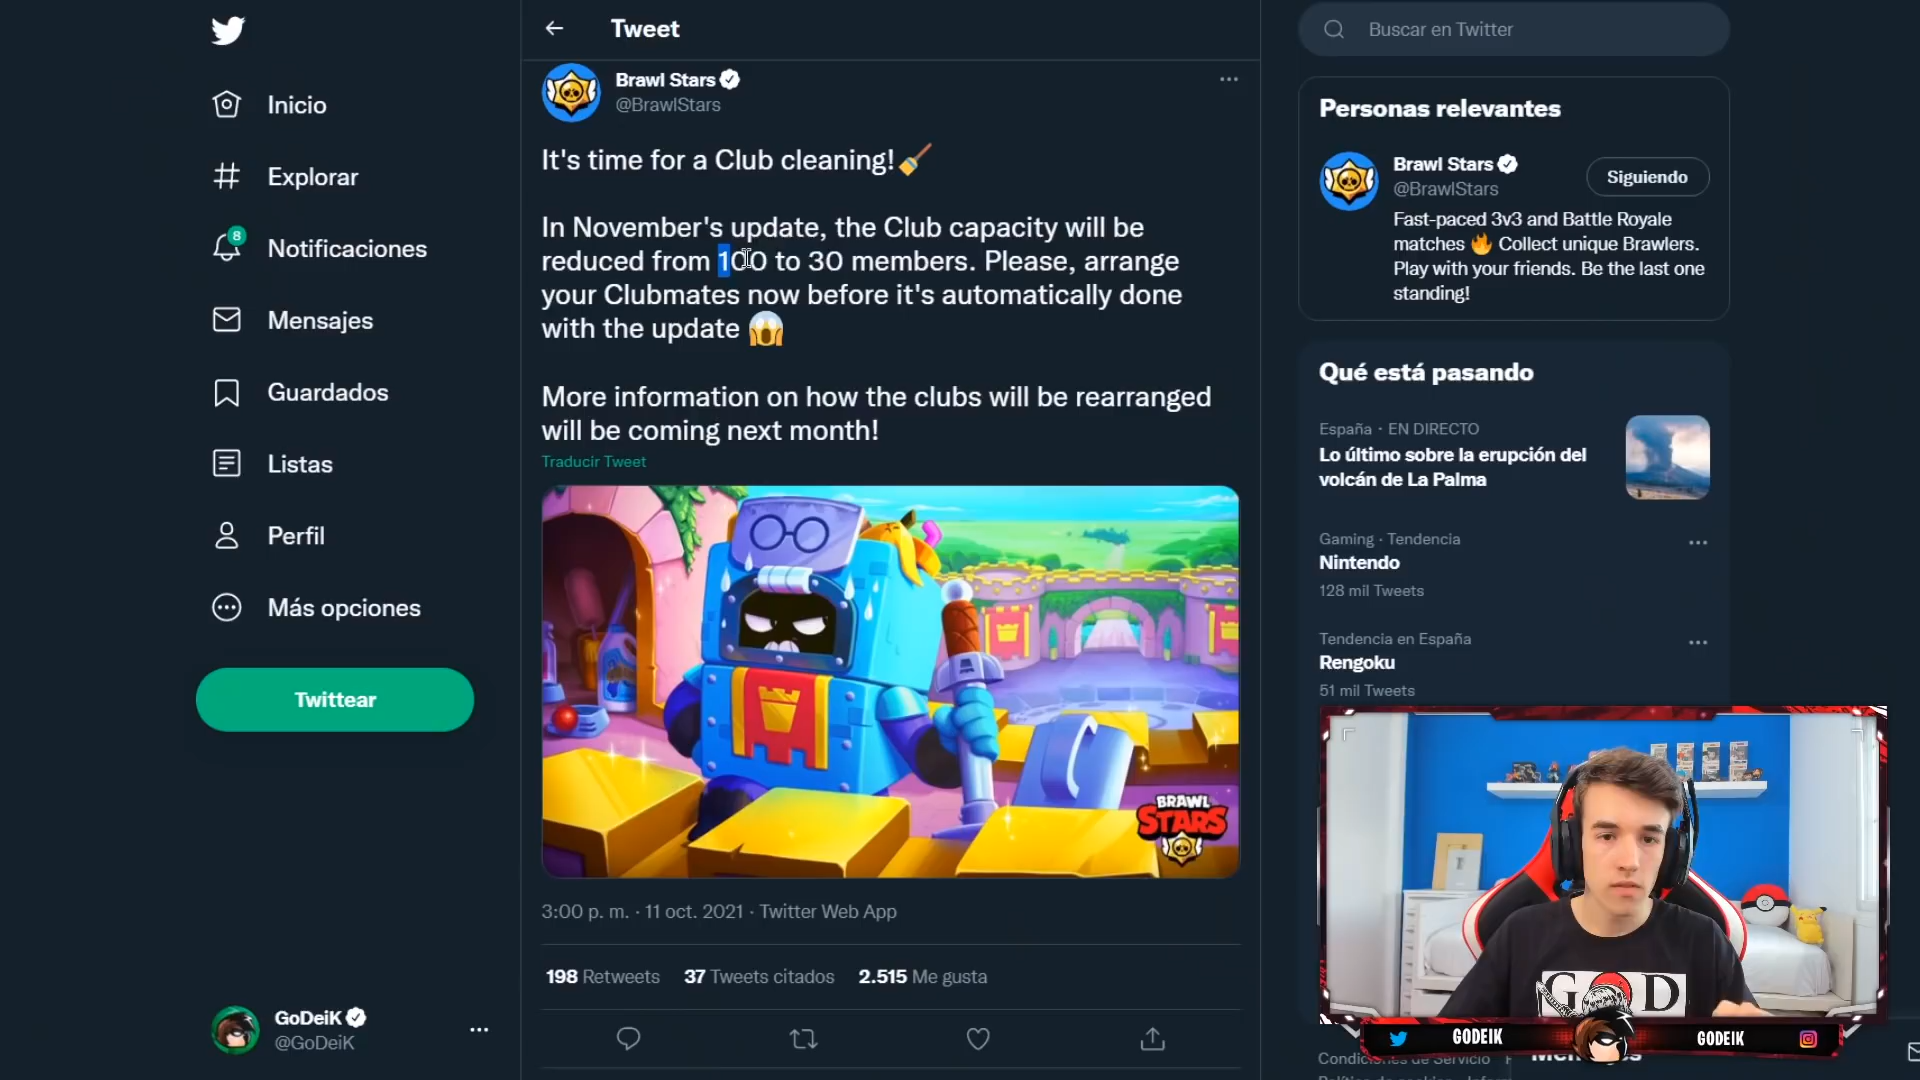 Inicio
Explorar
8
Notificaciones
Mensajes
Guardados
Listas
Perfil
Más opciones
Twittear
GoDeiK
@GoDeiK
Tweet
Brawl Stars
@BrawlStars
It's time for a Club cleaning!🧹
In November's update, the Club capacity will be
reduced from 100 to 30 members. Please, arrange
your Clubmates now before it's automatically done
with the update 😱
More information on how the clubs will be rearranged
will be coming next month!
Traducir Tweet
BRAWL
STARS
3:00 p. m. · 11 oct. 2021 · Twitter Web App
198 Retweets 37 Tweets citados 2.515 Me gusta
Buscar en Twitter
Personas relevantes
Brawl Stars
@BrawlStars
Siguiendo
Fast-paced 3v3 and Battle Royale
matches 🔥 Collect unique Brawlers.
Play with your friends. Be the last one
standing!
Qué está pasando
España · EN DIRECTO
Lo último sobre la erupción del
volcán de La Palma
Gaming · Tendencia
Nintendo
128 mil Tweets
Tendencia en España
Rengoku
51 mil Tweets
GOD
GODEIK
GODEIK